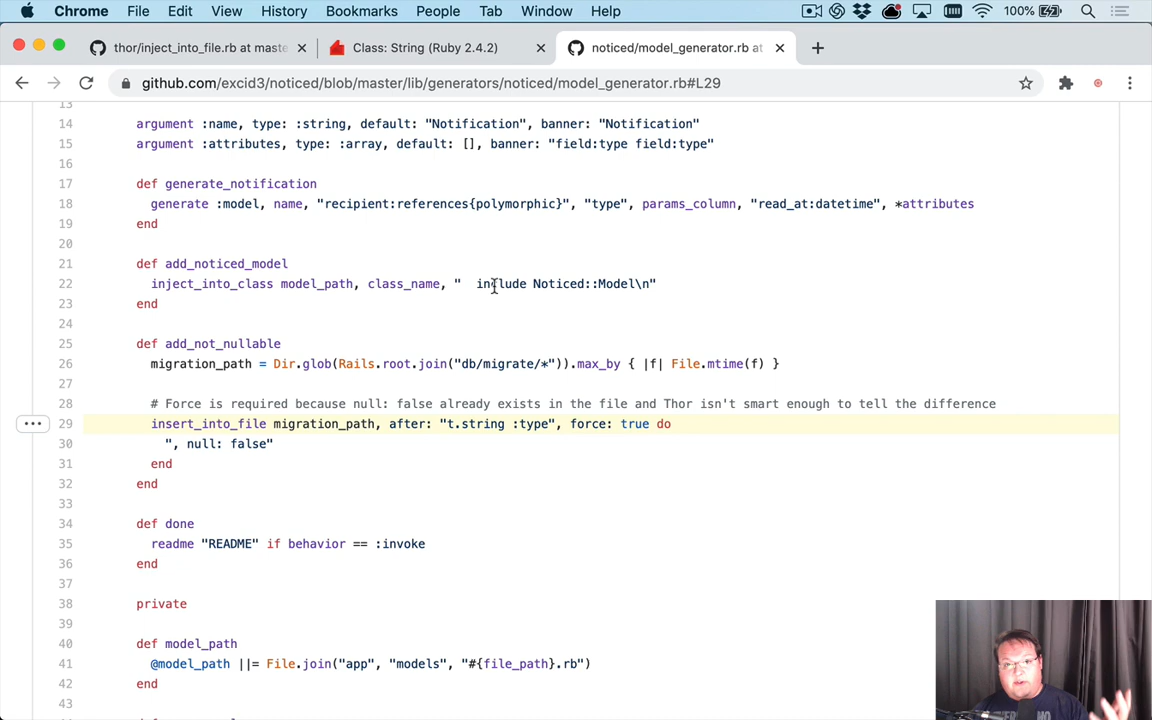 Chrome File Edit View History Bookmarks People Tab Window Help 100%
thor/inject_into_file.rb at maste
Class: String (Ruby 2.4.2)
noticed/model_generator.rb at
github.com/excid3/noticed/blob/master/lib/generators/noticed/model_generator.rb#L29
13
14 argument :name, type: :string, default: "Notification", banner: "Notification"
15 argument :attributes, type: :array, default: [], banner: "field:type field:type"
16
17 def generate_notification
18 generate :model, name, "recipient:references{polymorphic}", "type", params_column, "read_at:datetime", *attributes
19 end
20
21 def add_noticed_model
22 inject_into_class model_path, class_name, "  include Noticed::Model\n"
23 end
24
25 def add_not_nullable
26 migration_path = Dir.glob(Rails.root.join("db/migrate/*")).max_by { |f| File.mtime(f) }
27
28 # Force is required because null: false already exists in the file and Thor isn't smart enough to tell the difference
29 insert_into_file migration_path, after: "t.string :type", force: true do
30 ", null: false"
31 end
32 end
33
34 def done
35 readme "README" if behavior == :invoke
36 end
37
38 private
39
40 def model_path
41 @model_path ||= File.join("app", "models", "#{file_path}.rb")
42 end
43